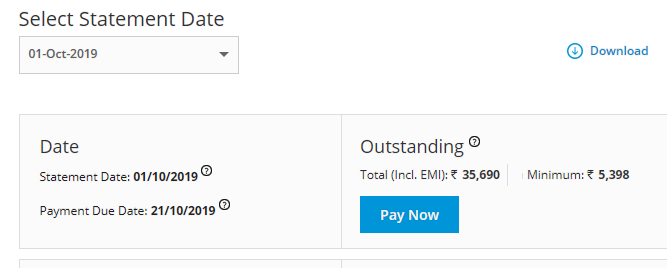 Select Statement Date
01-Oct-2019
Download
Date
Statement Date: 01/10/2019 ?
Payment Due Date: 21/10/2019 ?
Outstanding ?
Total (Incl. EMI): ₹ 35,690
Minimum: ₹ 5,398
Pay Now